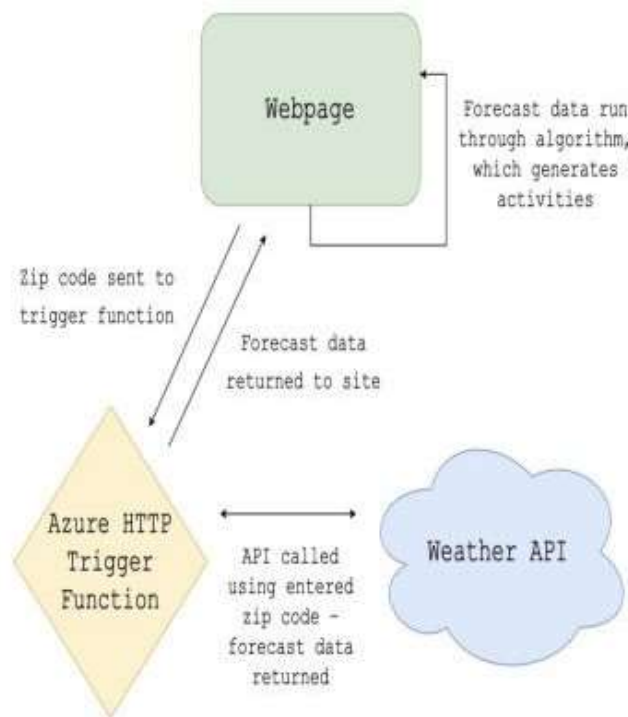 Webpage
Forecast data run
through algorithm,
which generates
activities
Zip code sent to
trigger function
Forecast data
returned to site
Azure HTTP
Trigger
Function
API called
using entered
zip code –
forecast data
returned
Weather API